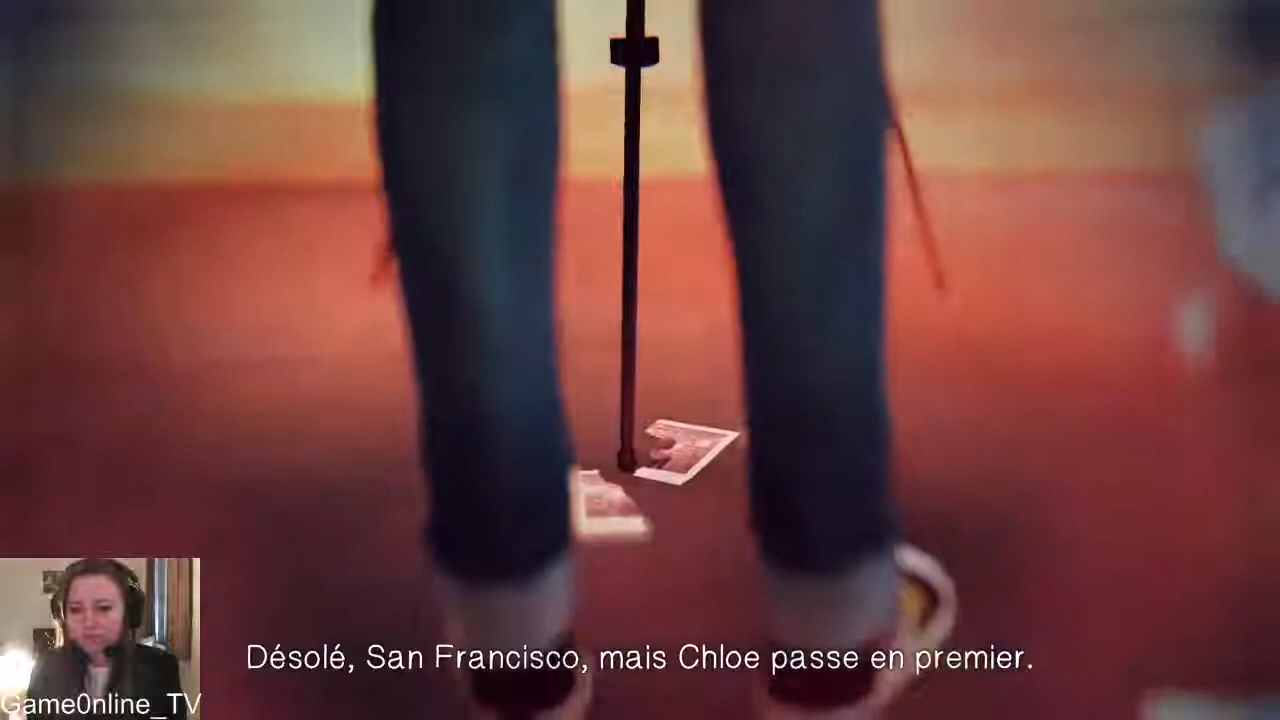 Désolé, San Francisco, mais Chloe passe en premier.
Game0nline_TV